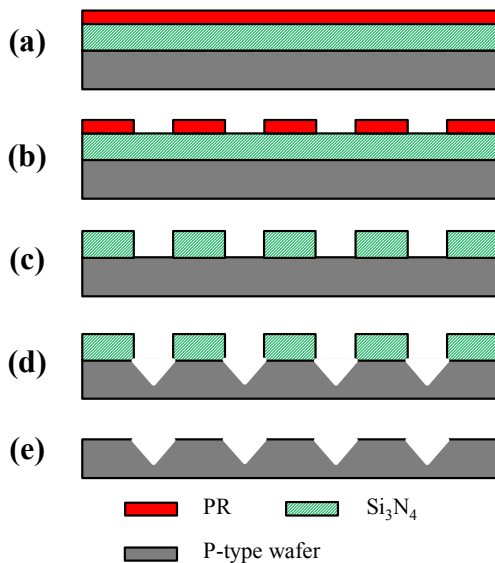 (a)
(b)
(c)
(d)
(e)
PR Si₃N₄
P-type wafer